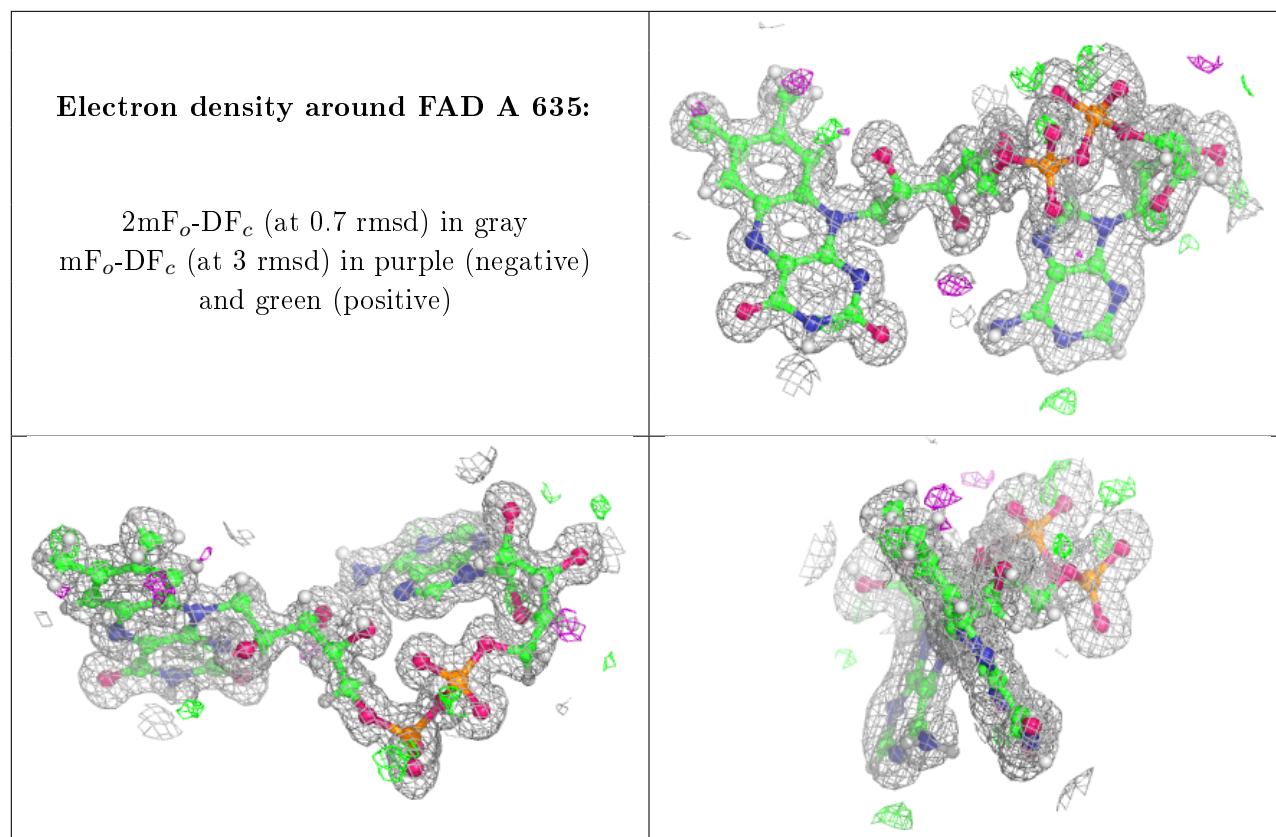 Electron density around FAD A 635:
2mFₒ-DF𝒸 (at 0.7 rmsd) in gray
mFₒ-DF𝒸 (at 3 rmsd) in purple (negative)
and green (positive)